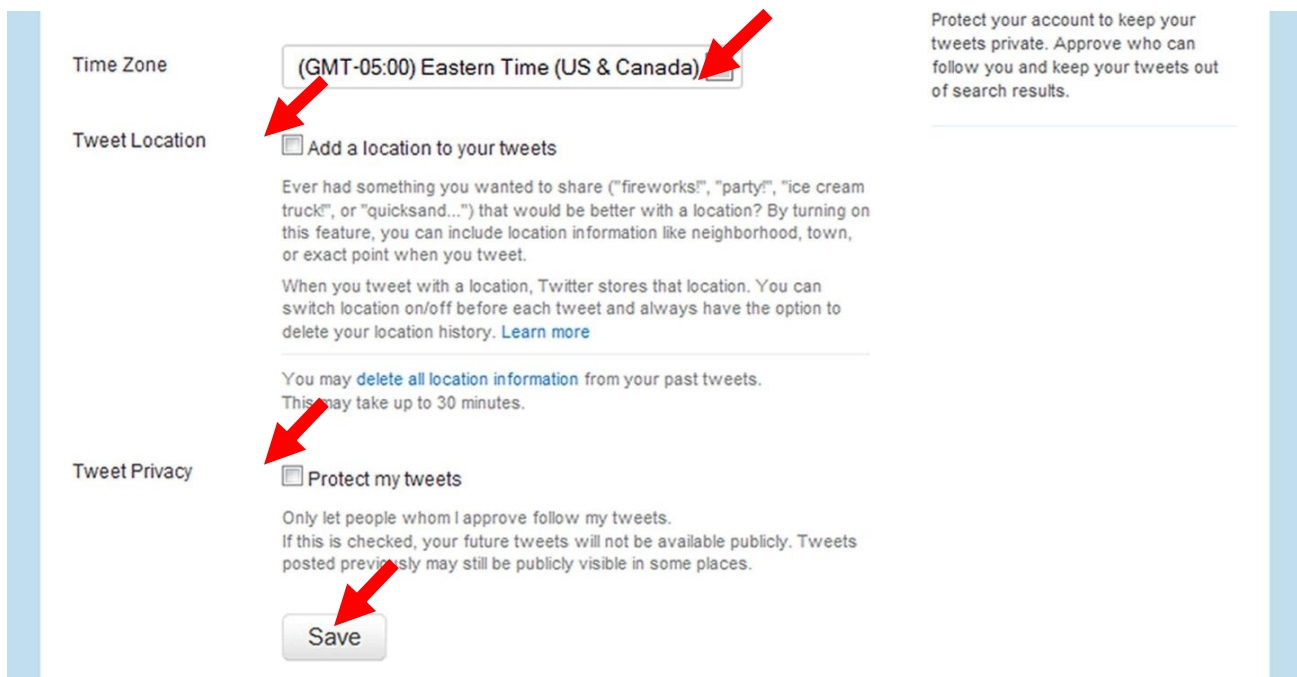 Protect your account to keep your
tweets private. Approve who can
follow you and keep your tweets out
of search results.
Time Zone
(GMT-05:00) Eastern Time (US & Canada)
Tweet Location
Add a location to your tweets
Ever had something you wanted to share ("fireworks!", "party!", "ice cream
truck!", or "quicksand...") that would be better with a location? By turning on
this feature, you can include location information like neighborhood, town,
or exact point when you tweet.
When you tweet with a location, Twitter stores that location. You can
switch location on/off before each tweet and always have the option to
delete your location history. Learn more
You may delete all location information from your past tweets.
This may take up to 30 minutes.
Tweet Privacy
Protect my tweets
Only let people whom I approve follow my tweets.
If this is checked, your future tweets will not be available publicly. Tweets
posted previously may still be publicly visible in some places.
Save